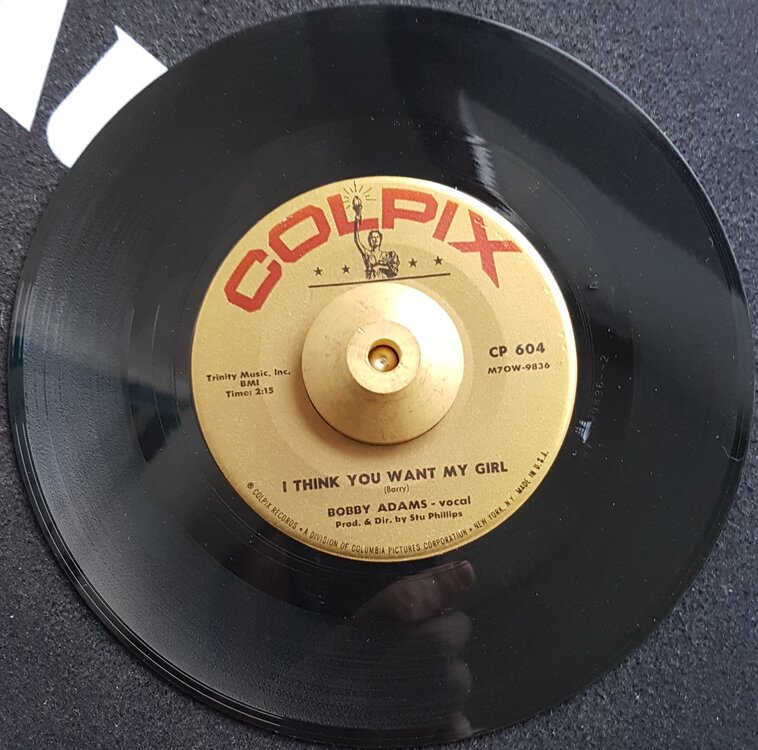 COLPIX
CP 604
M7OW-9836
Trinity Music, Inc.
BMI
Time: 2:15
I THINK YOU WANT MY GIRL
(Barry)
BOBBY ADAMS - vocal
Prod. & Dir. by Stu Phillips
® COLPIX RECORDS • A DIVISION OF COLUMBIA PICTURES CORPORATION • NEW YORK, N.Y. MADE IN U.S.A.